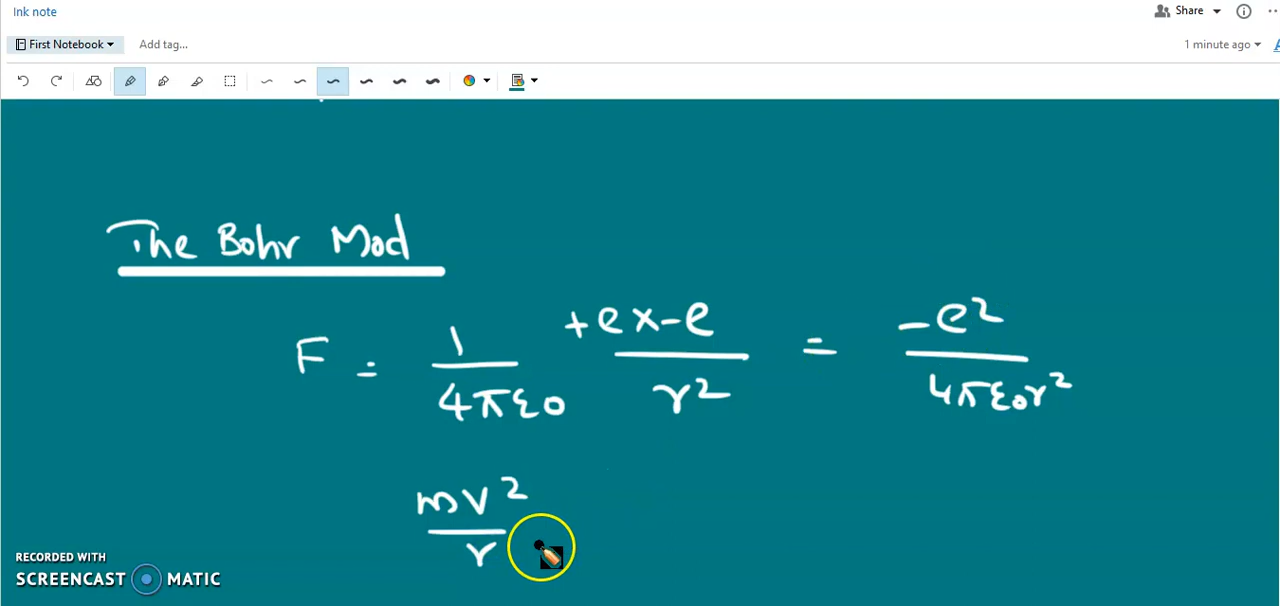 Ink note
Share
First Notebook
Add tag...
1 minute ago
The Bohr Mod
F = 1/4πε0 +e x -e/r² = -e²/4πε0r²
mv²/r
RECORDED WITH
SCREENCAST MATIC